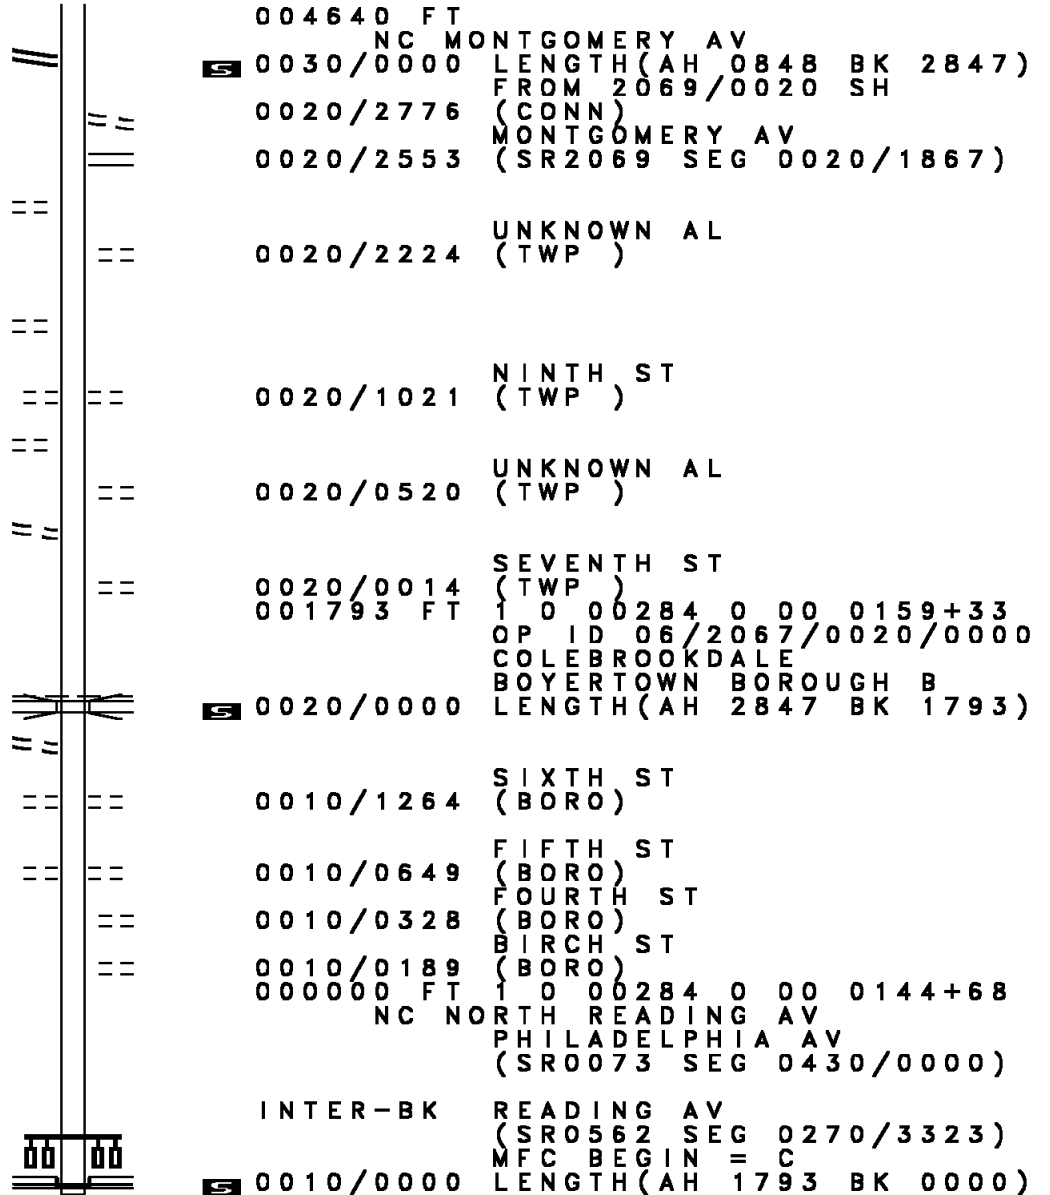 004640 FT
NC MONTGOMERY AV
S 0030/0000 LENGTH(AH 0848 BK 2847)
FROM 2069/0020 SH
0020/2776 (CONN)
MONTGOMERY AV
0020/2553 (SR2069 SEG 0020/1867)
UNKNOWN AL
0020/2224 (TWP )
NINTH ST
0020/1021 (TWP )
UNKNOWN AL
0020/0520 (TWP )
SEVENTH ST
0020/0014 (TWP )
001793 FT 1 0 00284 0 00 0159+33
OP ID 06/2067/0020/0000
COLEBROOKDALE
BOYERTOWN BOROUGH B
S 0020/0000 LENGTH(AH 2847 BK 1793)
SIXTH ST
0010/1264 (BORO)
FIFTH ST
0010/0649 (BORO)
FOURTH ST
0010/0328 (BORO)
BIRCH ST
0010/0189 (BORO)
000000 FT 1 0 00284 0 00 0144+68
NC NORTH READING AV
PHILADELPHIA AV
(SR0073 SEG 0430/0000)
INTER-BK READING AV
(SR0562 SEG 0270/3323)
MFC BEGIN = C
S 0010/0000 LENGTH(AH 1793 BK 0000)